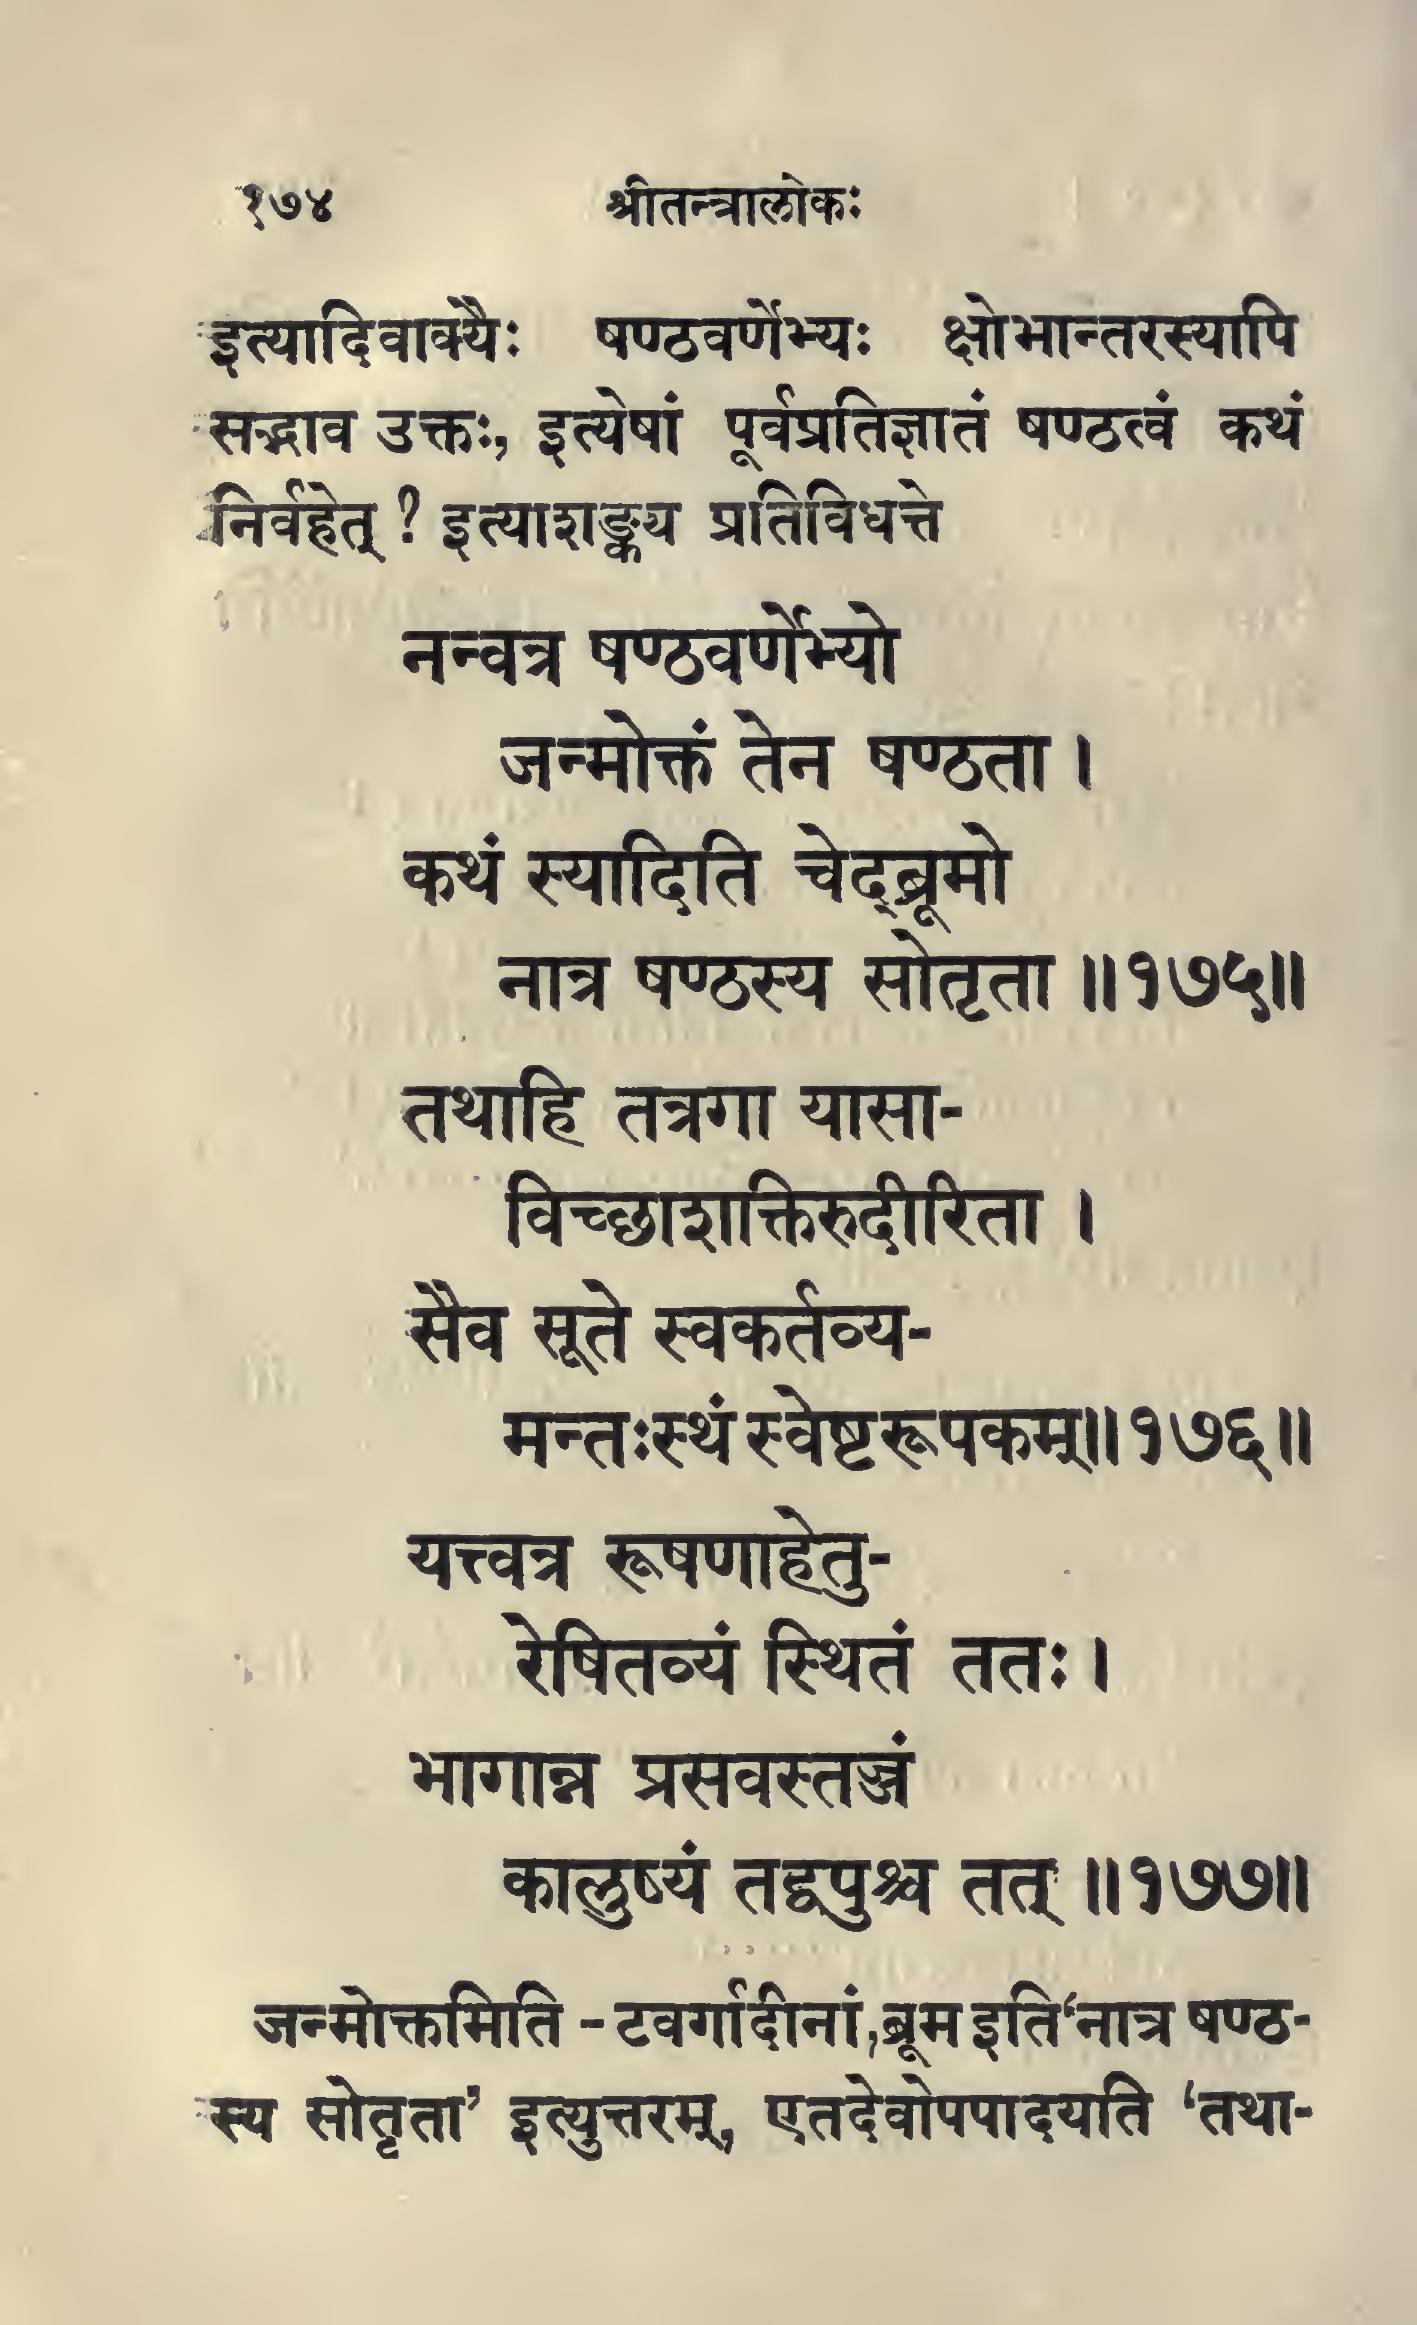 १७४ श्रीतन्त्रालोकः
इत्यादिवाक्यैः षण्ठवर्णेभ्यः क्षोभान्तरस्यापि
सद्भाव उक्तः, इत्येषां पूर्वप्रतिज्ञातं षण्ठत्वं कथं
निर्वहेत् ? इत्याशङ्क्य प्रतिविधत्ते
नन्वत्र षण्ठवर्णेभ्यो
जन्मोक्तं तेन षण्ठता ।
कथं स्यादिति चेद्ब्रूमो
नात्र षण्ठस्य सोतृता ॥१७५॥
तथाहि तत्रगा यासा-
विच्छाशक्तिरुदीरिता ।
सैव सूते स्वकर्तव्य-
मन्तःस्थं स्वेष्टरूपकम्॥१७६॥
यत्त्वत्र रूषणाहेतु-
रेषितव्यं स्थितं ततः ।
भागान्न प्रसवस्तज्जं
कालुष्यं तद्वपुश्च तत् ॥१७७॥
जन्मोक्तमिति - टवर्गादीनां, ब्रूम इति ‘नात्र षण्ठ-
स्य सोतृता’ इत्युत्तरम्, एतदेवोपपादयति ‘तथा-